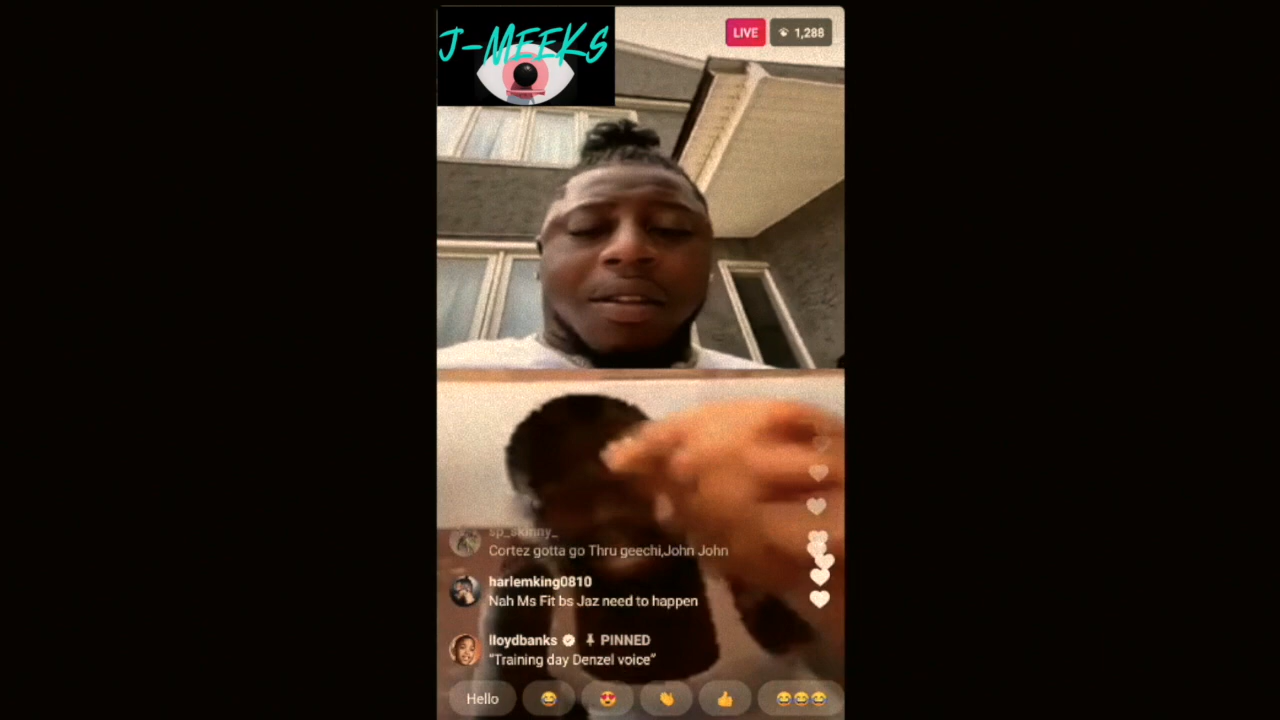 J-MEEKS
LIVE
1,288
sp_skinny_
Cortez gotta go Thru geechi,John John
harlemking0810
Nah Ms Fit bs Jaz need to happen
lloydbanks PINNED
“Training day Denzel voice”
Hello